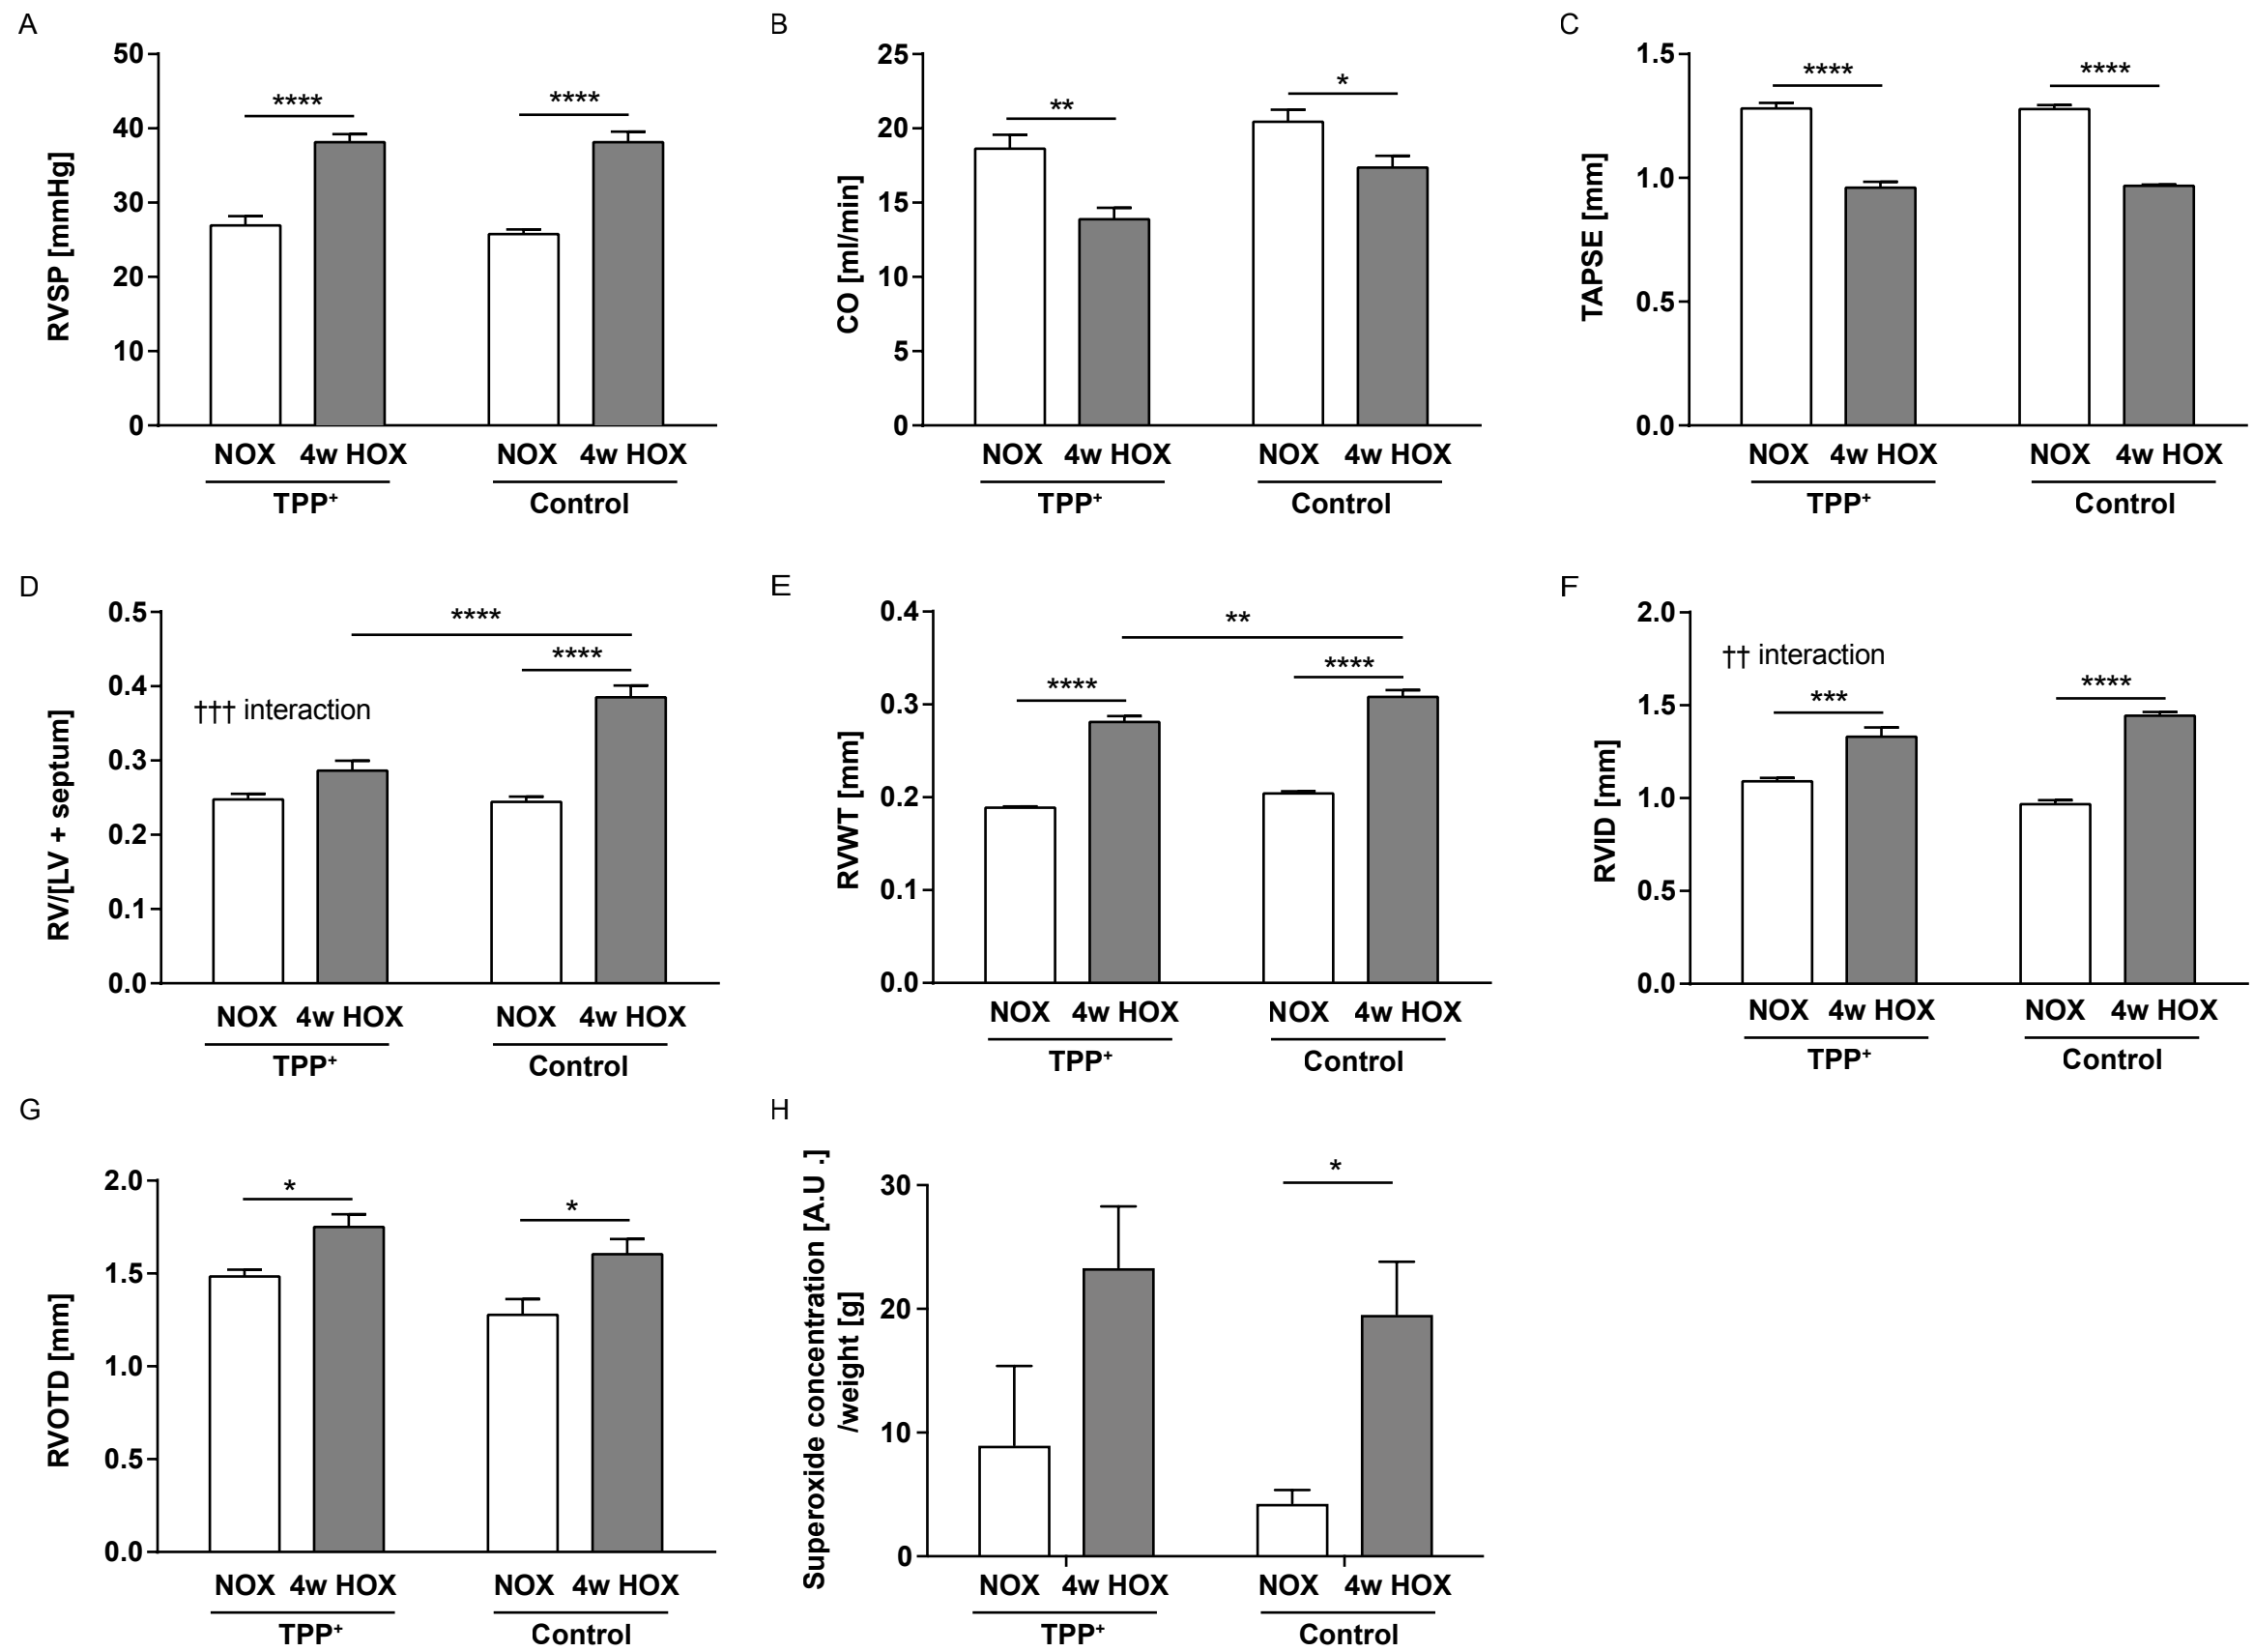 A
RVSP [mmHg]
50
40
30
20
10
0
****
****
NOX 4w HOX NOX 4w HOX
TPP+ Control
B
CO [ml/min]
25
20
15
10
5
0
**
*
NOX 4w HOX NOX 4w HOX
TPP+ Control
C
TAPSE [mm]
1.5
1.0
0.5
0.0
****
****
NOX 4w HOX NOX 4w HOX
TPP+ Control
D
RV/[LV + septum]
0.5
0.4
0.3
0.2
0.1
0.0
****
****
††† interaction
NOX 4w HOX NOX 4w HOX
TPP+ Control
E
RVWT [mm]
0.4
0.3
0.2
0.1
0.0
**
****
****
NOX 4w HOX NOX 4w HOX
TPP+ Control
F
RVID [mm]
2.0
1.5
1.0
0.5
0.0
†† interaction
***
****
NOX 4w HOX NOX 4w HOX
TPP+ Control
G
RVOTD [mm]
2.0
1.5
1.0
0.5
0.0
*
*
NOX 4w HOX NOX 4w HOX
TPP+ Control
H
Superoxide concentration [A.U .]
/weight [g]
30
20
10
0
*
NOX 4w HOX NOX 4w HOX
TPP+ Control